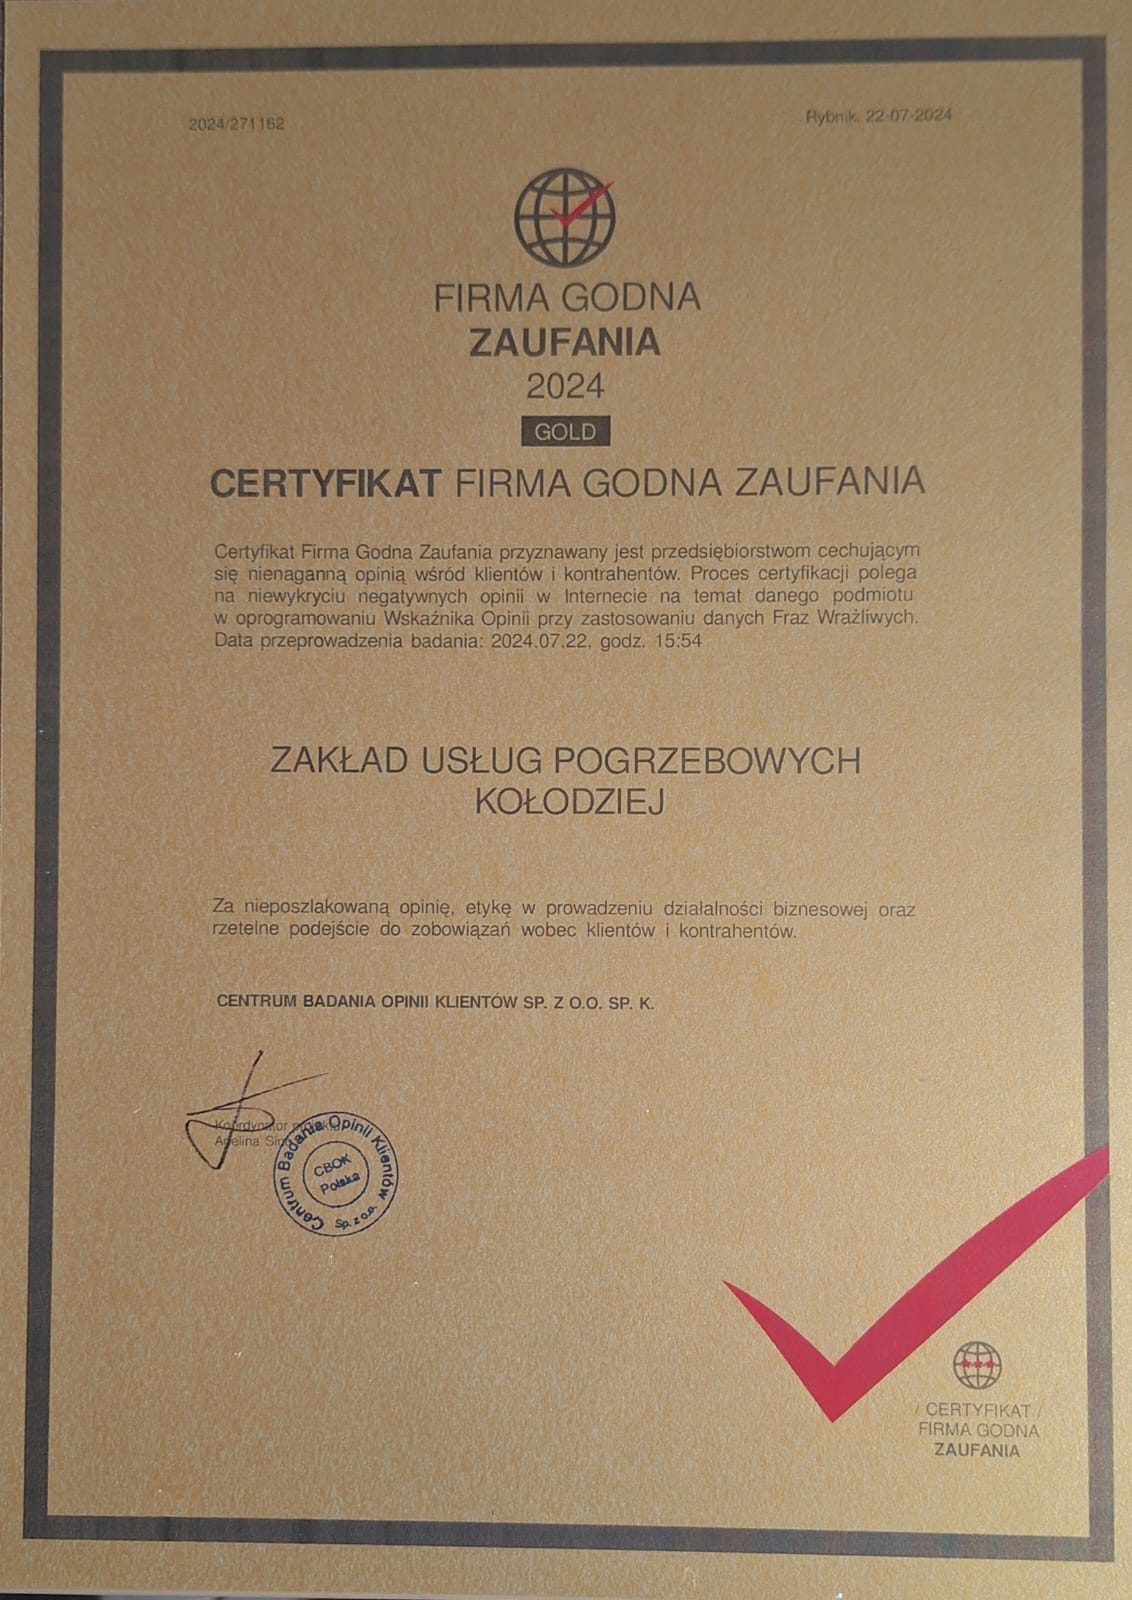 2024/271162
Rybnik, 22-07-2024
FIRMA GODNA
ZAUFANIA
2024
GOLD
CERTYFIKAT FIRMA GODNA ZAUFANIA
Certyfikat Firma Godna Zaufania przyznawany jest przedsiębiorstwom cechującym
się nienaganną opinią wśród klientów i kontrahentów. Proces certyfikacji polega
na niewykryciu negatywnych opinii w Internecie na temat danego podmiotu
w oprogramowaniu Wskaźnika Opinii przy zastosowaniu danych Fraz Wrażliwych.
Data przeprowadzenia badania: 2024.07.22, godz. 15:54
ZAKŁAD USŁUG POGRZEBOWYCH
KOŁODZIEJ
Za nieposzlakowaną opinię, etykę w prowadzeniu działalności biznesowej oraz
rzetelne podejście do zobowiązań wobec klientów i kontrahentów.
CENTRUM BADANIA OPINII KLIENTÓW SP. Z O.O. SP. K.
Koordynator
Adelina
Centrum Badania Opinii Klientów
Sp. z o.o.
CBOK
Polska
/ CERTYFIKAT /
FIRMA GODNA
ZAUFANIA